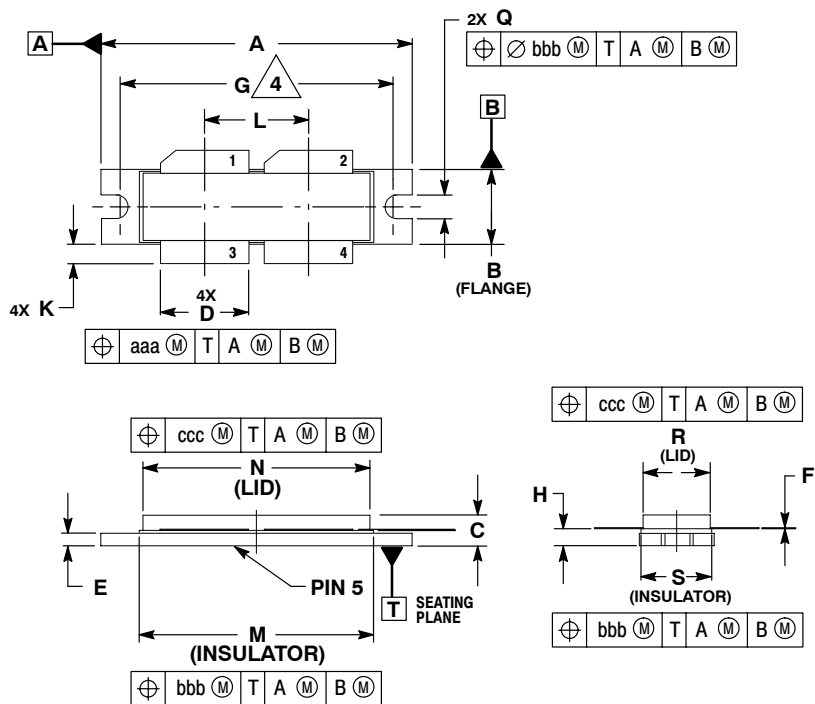 A
A
2X Q
⌖ ∅ bbb Ⓜ T A Ⓜ B Ⓜ
G 4
L
B
1 2
3 4
B
(FLANGE)
4X K
4X
D
⌖ aaa Ⓜ T A Ⓜ B Ⓜ
⌖ ccc Ⓜ T A Ⓜ B Ⓜ
N
(LID)
C
E
PIN 5
T SEATING
PLANE
M
(INSULATOR)
⌖ bbb Ⓜ T A Ⓜ B Ⓜ
⌖ ccc Ⓜ T A Ⓜ B Ⓜ
R
(LID)
H
F
S
(INSULATOR)
⌖ bbb Ⓜ T A Ⓜ B Ⓜ